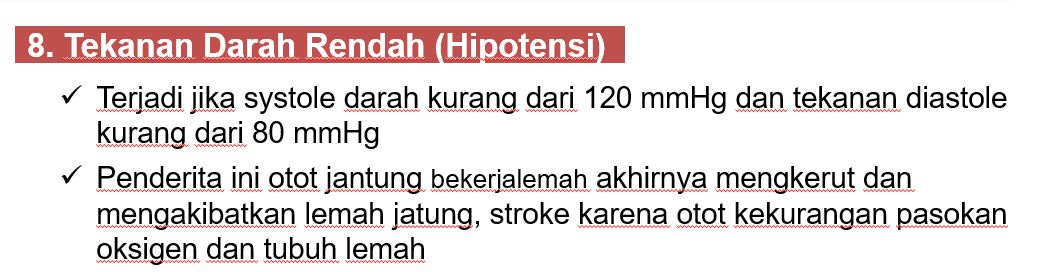 8. Tekanan Darah Rendah (Hipotensi)
✓ Terjadi jika systole darah kurang dari 120 mmHg dan tekanan diastole
kurang dari 80 mmHg
✓ Penderita ini otot jantung bekerjalemah akhirnya mengkerut dan
mengakibatkan lemah jatung, stroke karena otot kekurangan pasokan
oksigen dan tubuh lemah